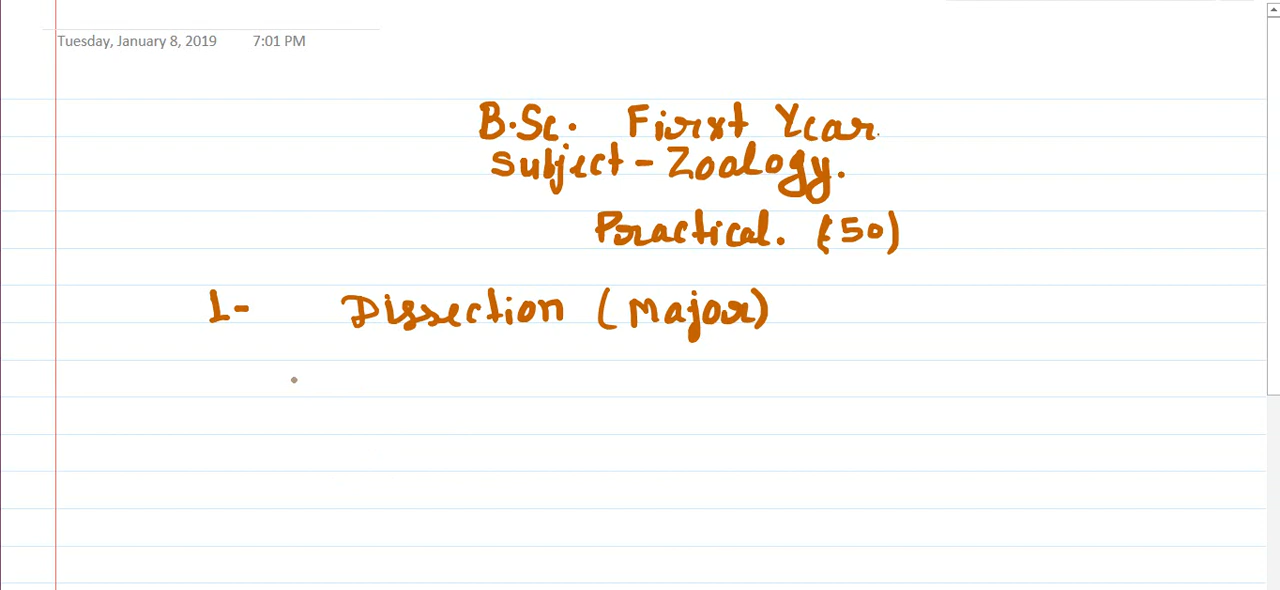 Tuesday, January 8, 2019 7:01 PM
B.Sc. First Year
Subject - Zoology.
Practical. (50)
1- Dissection (Major)